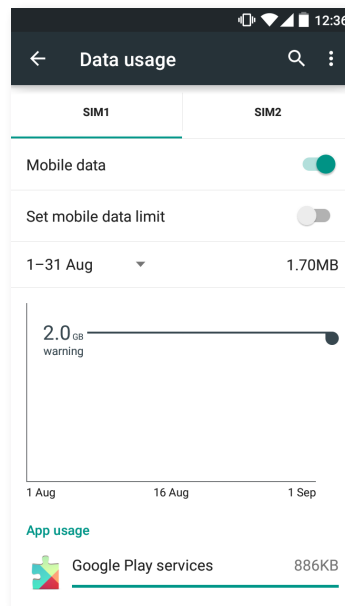 12:36
Data usage
SIM1 SIM2
Mobile data
Set mobile data limit
1–31 Aug 1.70MB
2.0 GB
warning
1 Aug 16 Aug 1 Sep
App usage
Google Play services 886KB